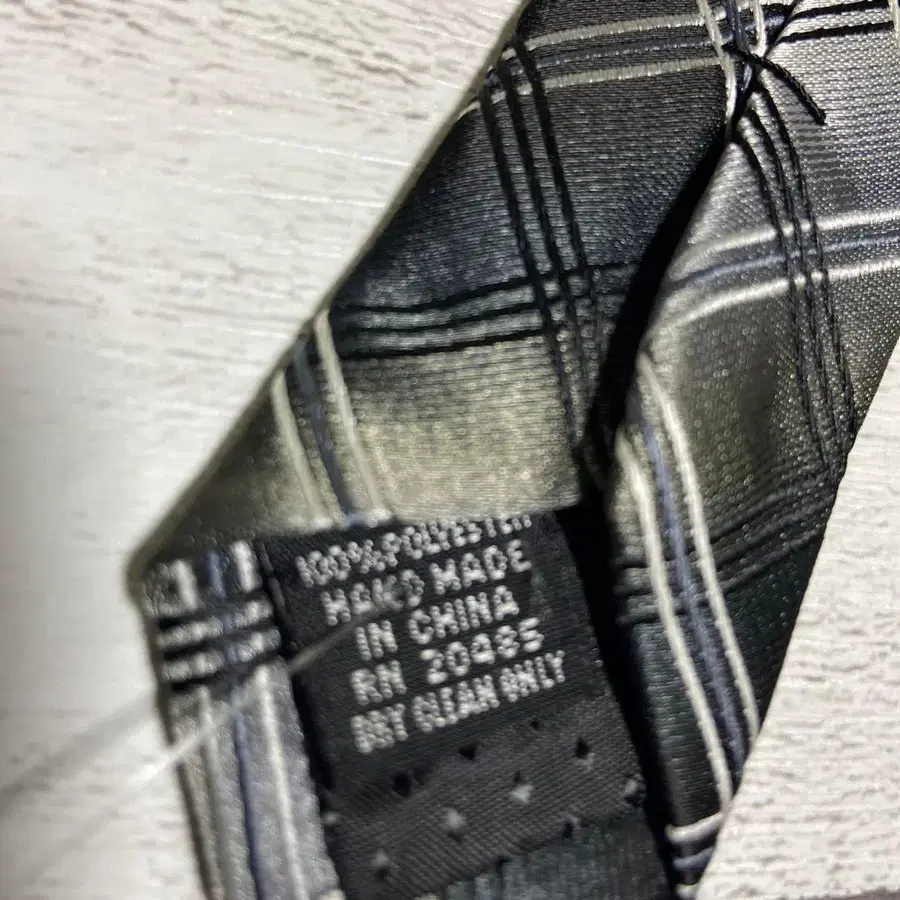 100% POLYESTER
HAND MADE
IN CHINA
RN 20485
DRY CLEAN ONLY